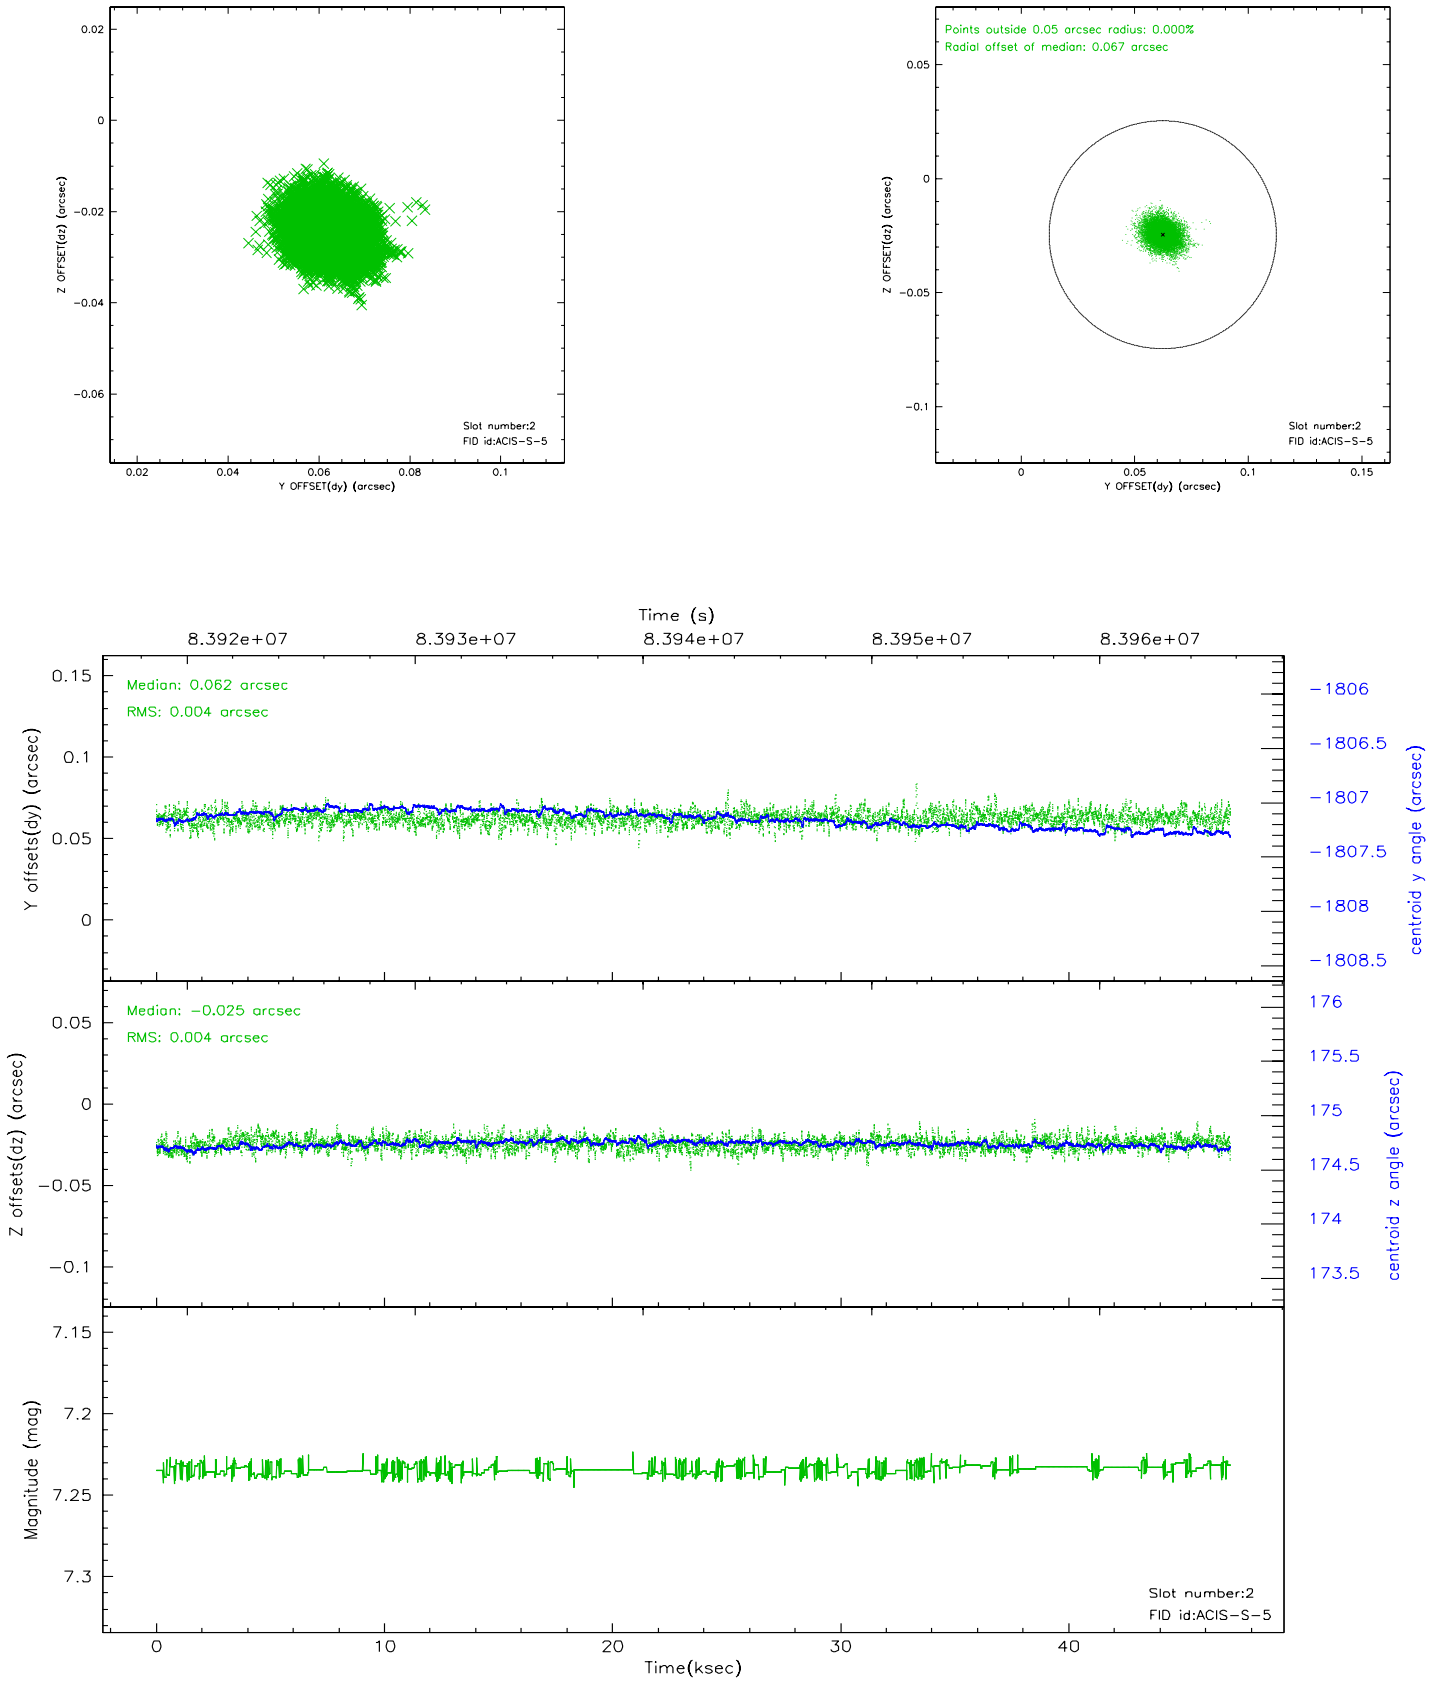 0.02
0
−0.02
−0.04
−0.06
Z OFFSET(dz) (arcsec)
Slot number:2
FID id:ACIS−S−5
0.02 0.04 0.06 0.08 0.1
Y OFFSET(dy) (arcsec)
Points outside 0.05 arcsec radius: 0.000%
Radial offset of median: 0.067 arcsec
0.05
0
−0.05
−0.1
Z OFFSET(dz) (arcsec)
Slot number:2
FID id:ACIS−S−5
0 0.05 0.1 0.15
Y OFFSET(dy) (arcsec)
Time (s)
8.392e+07 8.393e+07 8.394e+07 8.395e+07 8.396e+07
Median: 0.062 arcsec
RMS: 0.004 arcsec
0.15
0.1
0.05
0
Y offsets(dy) (arcsec)
−1806
−1806.5
−1807
−1807.5
−1808
−1808.5
centroid y angle (arcsec)
Median: −0.025 arcsec
RMS: 0.004 arcsec
0.05
0
−0.05
−0.1
Z offsets(dz) (arcsec)
176
175.5
175
174.5
174
173.5
centroid z angle (arcsec)
7.15
7.2
7.25
7.3
Magnitude (mag)
Slot number:2
FID id:ACIS−S−5
0 10 20 30 40
Time(ksec)